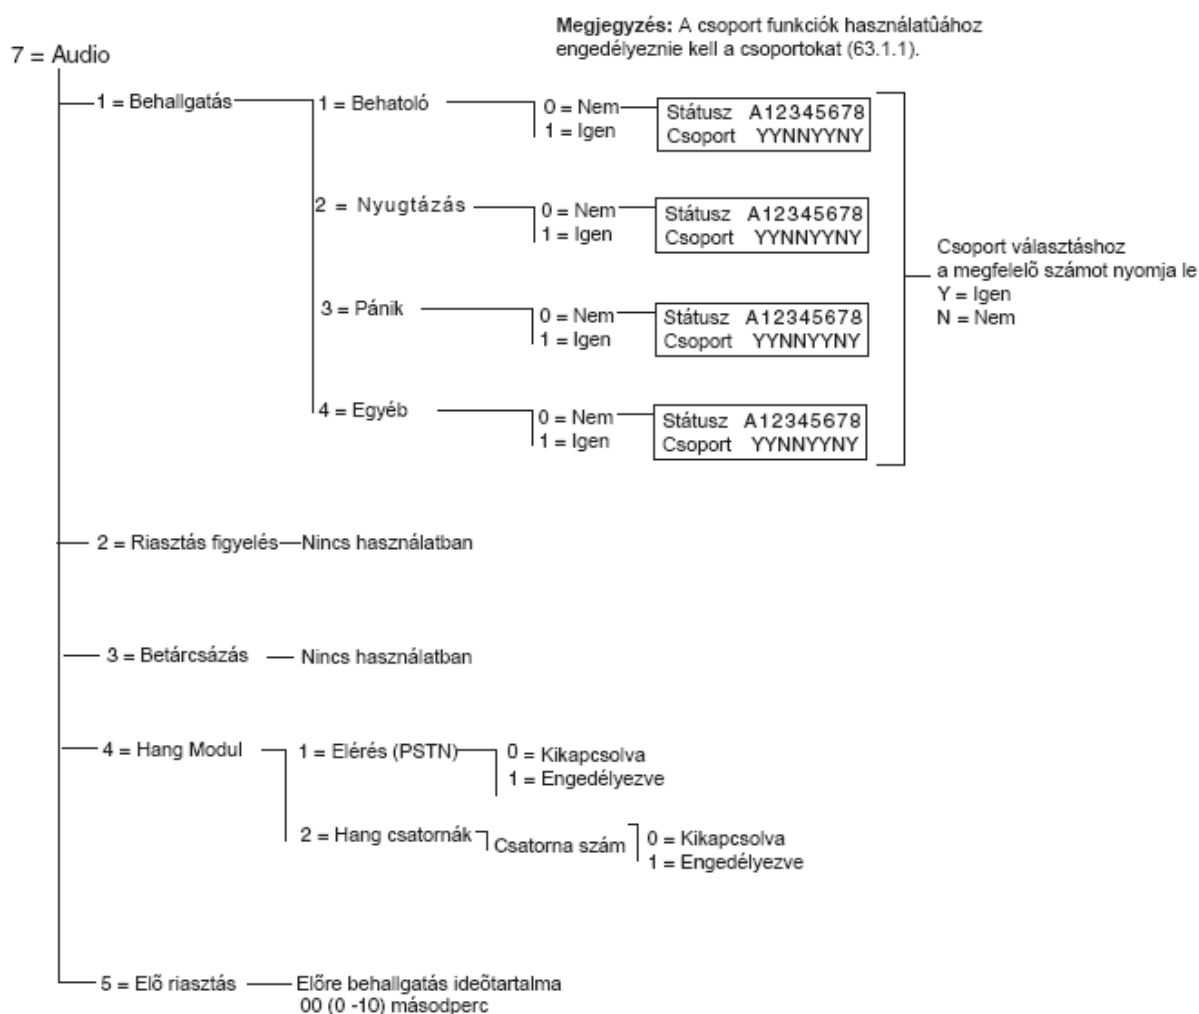 Megjegyzés: A csoport funkciók használatûához
engedélyeznie kell a csoportokat (63.1.1).
7 = Audio
1 = Behallgatás
1 = Behatoló
0 = Nem
1 = Igen
Státusz A12345678
Csoport YYNNYYNY
2 = Nyugtázás
0 = Nem
1 = Igen
Státusz A12345678
Csoport YYNNYYNY
Csoport választáshoz
a megfelelõ számot nyomja le
Y = Igen
N = Nem
3 = Pánik
0 = Nem
1 = Igen
Státusz A12345678
Csoport YYNNYYNY
4 = Egyéb
0 = Nem
1 = Igen
Státusz A12345678
Csoport YYNNYYNY
2 = Riasztás figyelés
Nincs használatban
3 = Betárcsázás
Nincs használatban
4 = Hang Modul
1 = Elérés (PSTN)
0 = Kikapcsolva
1 = Engedélyezve
2 = Hang csatornák
Csatorna szám
0 = Kikapcsolva
1 = Engedélyezve
5 = Elõ riasztás
Elõre behallgatás ideõtartalma
00 (0 -10) másodperc